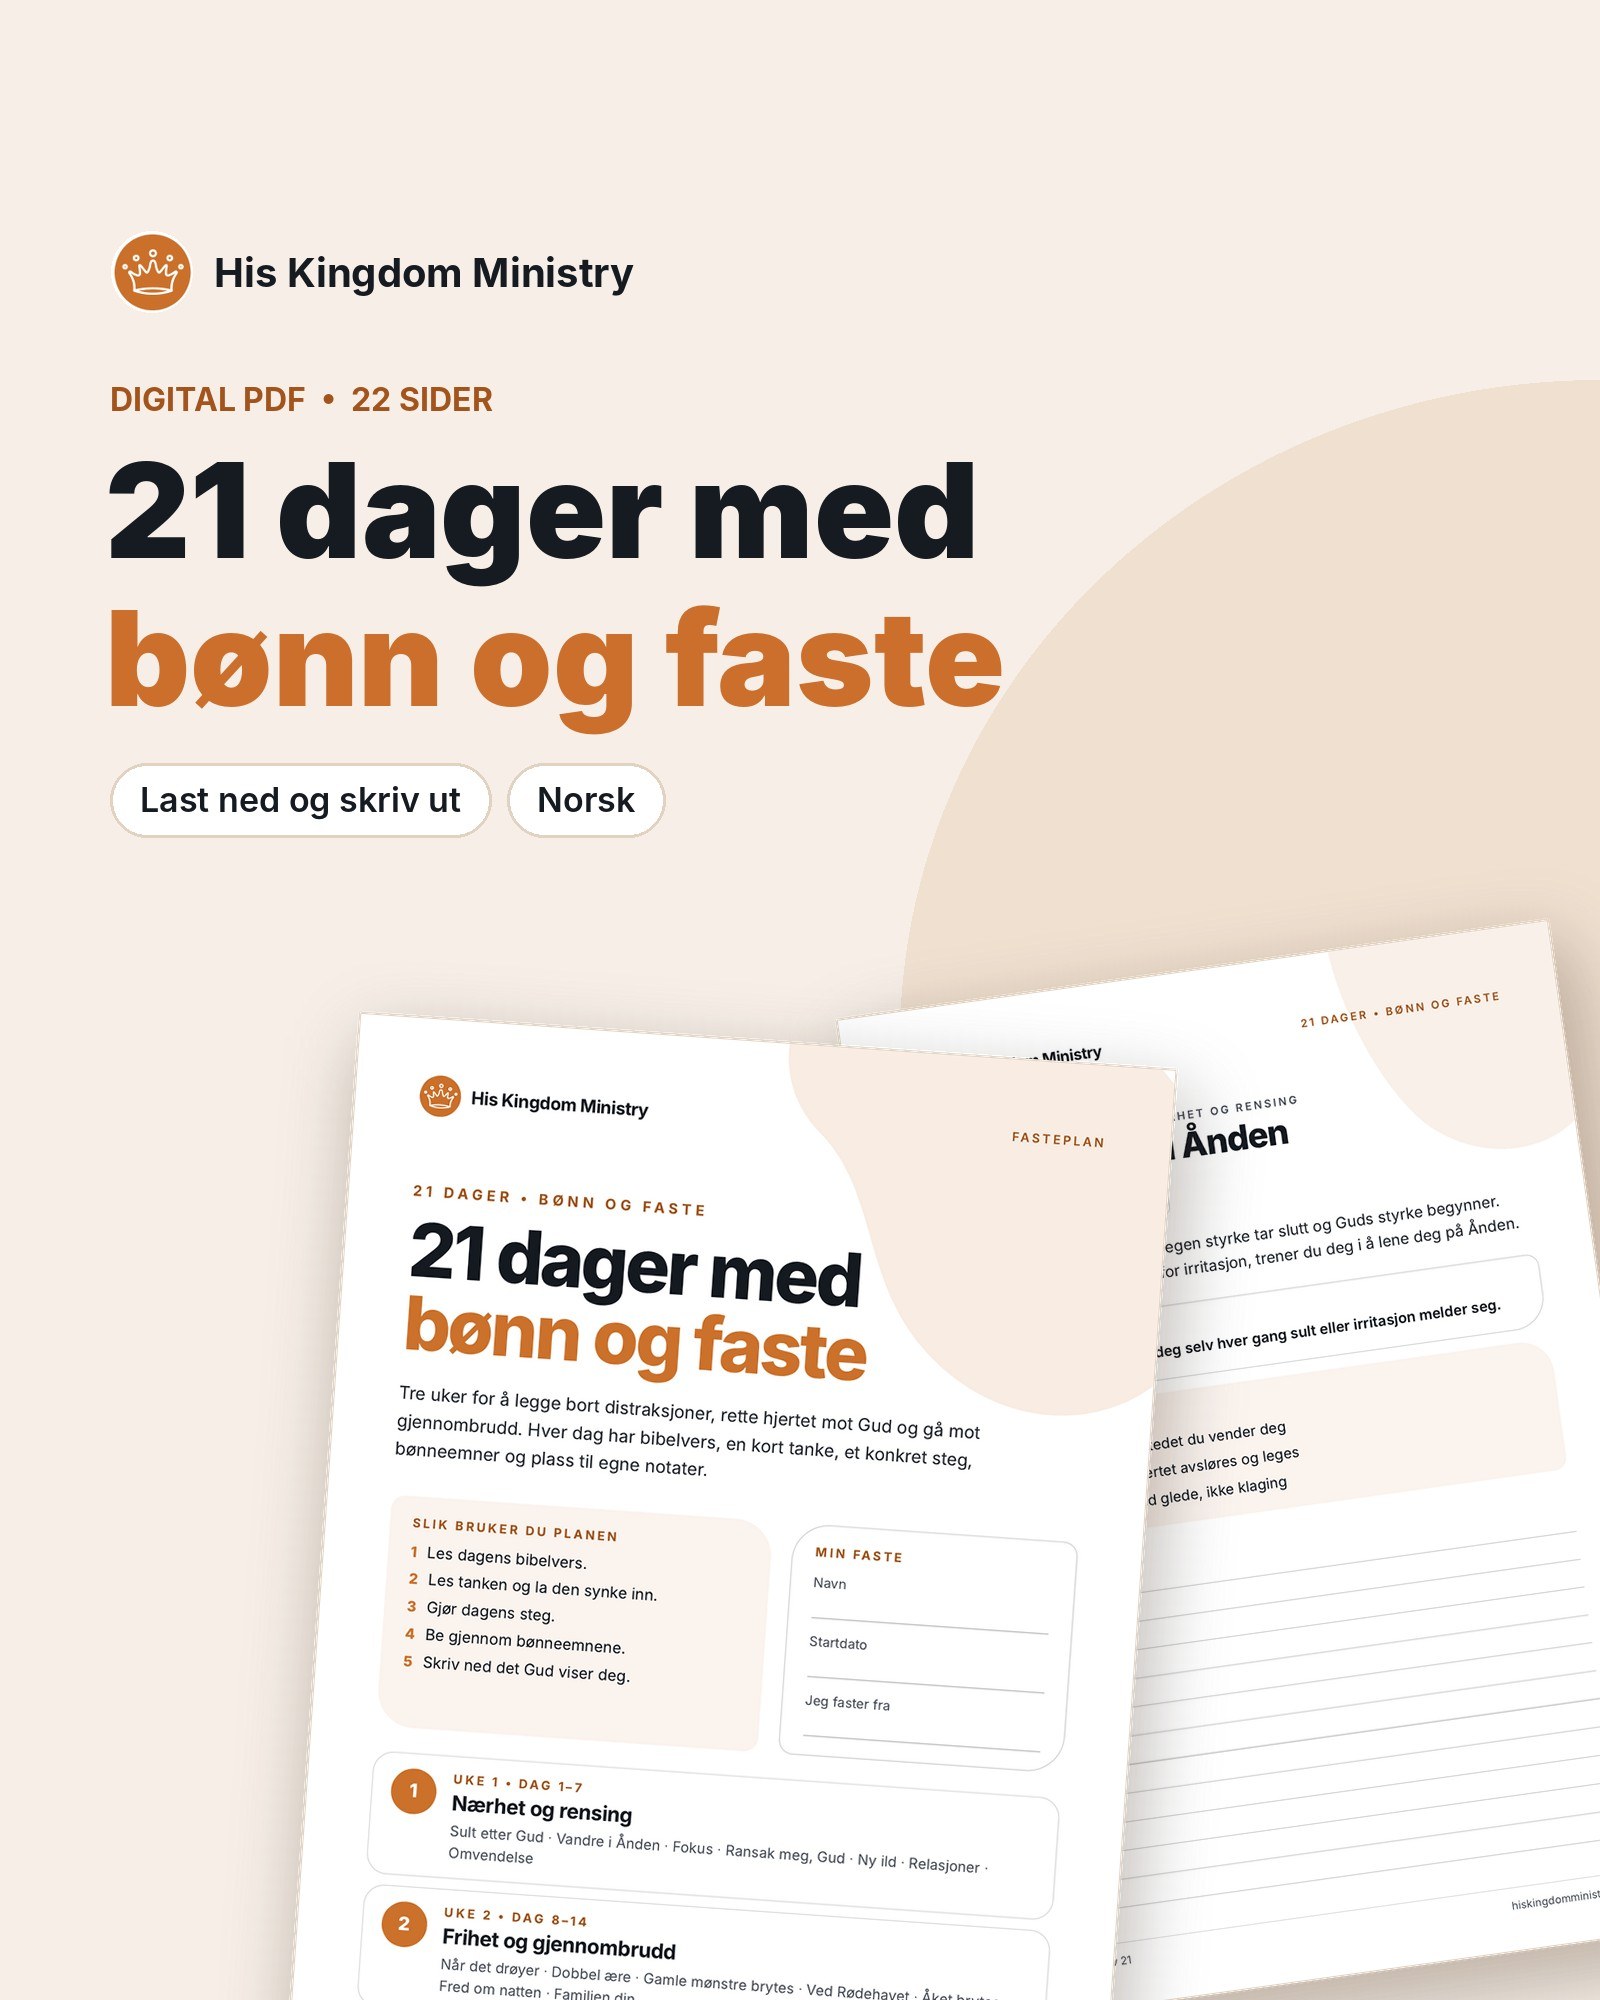 His Kingdom Ministry
DIGITAL PDF • 22 SIDER
21 dager med
bønn og faste
Last ned og skriv ut
Norsk
His Kingdom Ministry
FASTEPLAN
21 DAGER • BØNN OG FASTE
21 dager med
bønn og faste
Tre uker for å legge bort distraksjoner, rette hjertet mot Gud og gå mot
gjennombrudd. Hver dag har bibelvers, en kort tanke, et konkret steg,
bønneemner og plass til egne notater.
SLIK BRUKER DU PLANEN
1 Les dagens bibelvers.
2 Les tanken og la den synke inn.
3 Gjør dagens steg.
4 Be gjennom bønneemnene.
5 Skriv ned det Gud viser deg.
MIN FASTE
Navn
Startdato
Jeg faster fra
1
UKE 1 • DAG 1–7
Nærhet og rensing
Sult etter Gud · Vandre i Ånden · Fokus · Ransak meg, Gud · Ny ild · Relasjoner ·
Omvendelse
2
UKE 2 • DAG 8–14
Frihet og gjennombrudd
Når det drøyer · Dobbel ære · Gamle mønstre brytes · Ved Rødehavet · Åket
Fred om natten · Familien din
21 DAGER • BØNN OG FASTE
Ministry
OG RENSING
Ånden
egen styrke tar slutt og Guds styrke begynner.
for irritasjon, trener du deg i å lene deg på Ånden.
deg selv hver gang sult eller irritasjon melder seg.
du vender deg
avsløres og leges
glede, ikke klaging
21